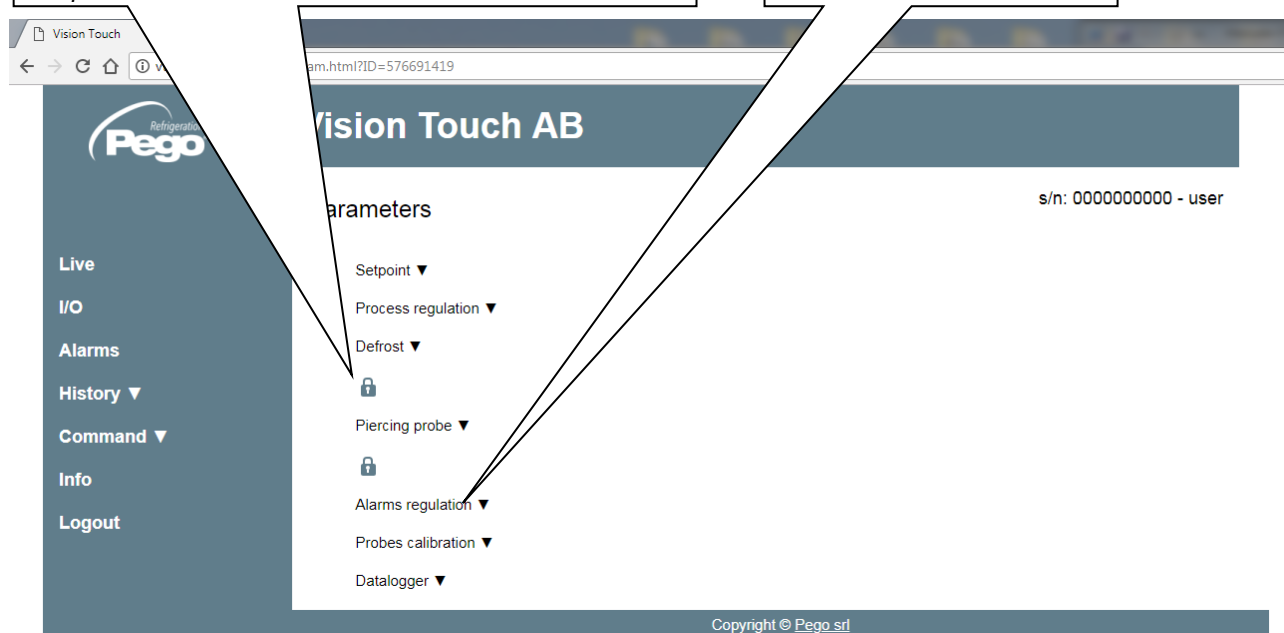 Vision Touch
am.html?ID=576691419
Refrigeration
Pego
Vision Touch AB
s/n: 0000000000 - user
arameters
Live
I/O
Alarms
History ▼
Command ▼
Info
Logout
Setpoint ▼
Process regulation ▼
Defrost ▼
Piercing probe ▼
Alarms regulation ▼
Probes calibration ▼
Datalogger ▼
Copyright © Pego srl